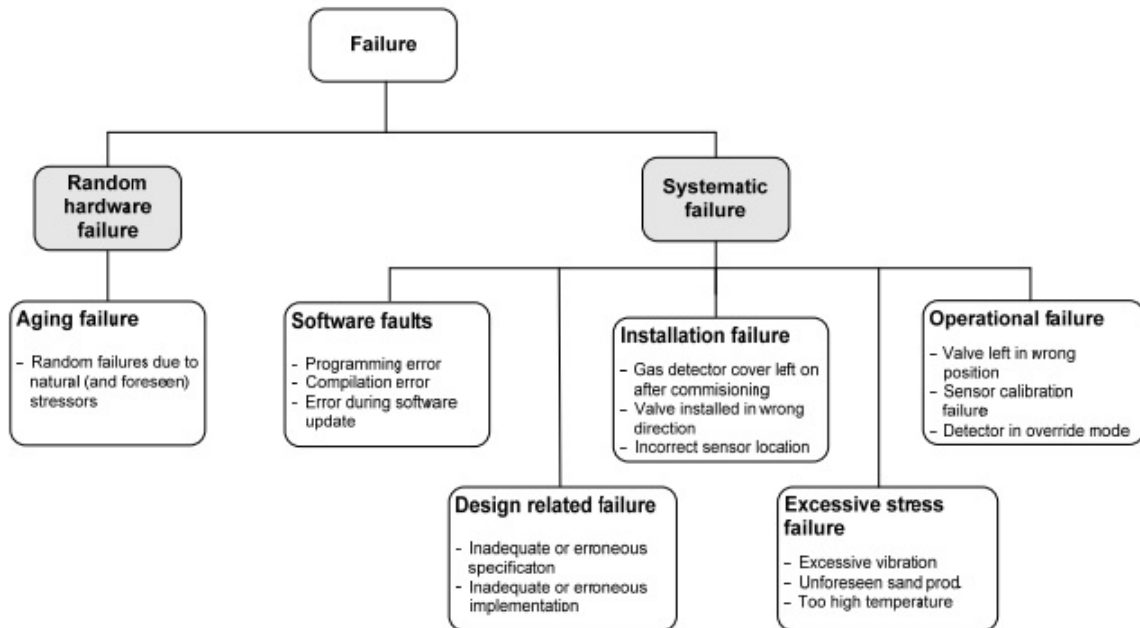 Failure
Random
hardware
failure
Systematic
failure
Aging failure
– Random failures due to
natural (and foreseen)
stressors
Software faults
- Programming error
- Compilation error
- Error during software
update
Installation failure
– Gas detector cover left on
after commisioning
– Valve installed in wrong
direction
– Incorrect sensor location
Operational failure
– Valve left in wrong
position
– Sensor calibration
failure
– Detector in override mode
Design related failure
- Inadequate or erroneous
specificaton
- Inadequate or erroneous
implementation
Excessive stress
failure
– Excessive vibration
– Unforeseen sand prod.
– Too high temperature